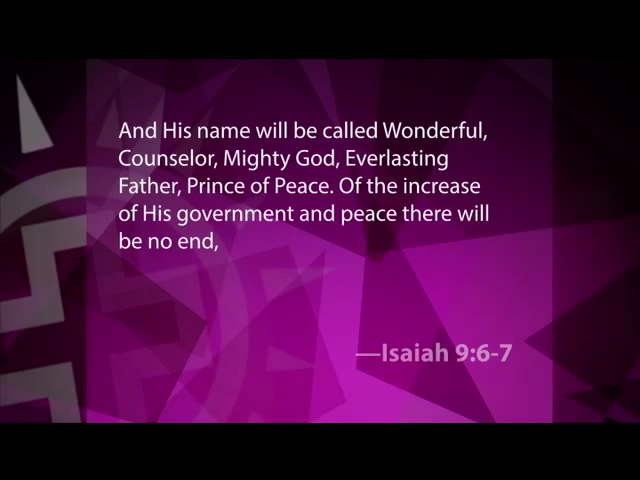 And His name will be called Wonderful,
Counselor, Mighty God, Everlasting
Father, Prince of Peace. Of the increase
of His government and peace there will
be no end,
—Isaiah 9:6-7